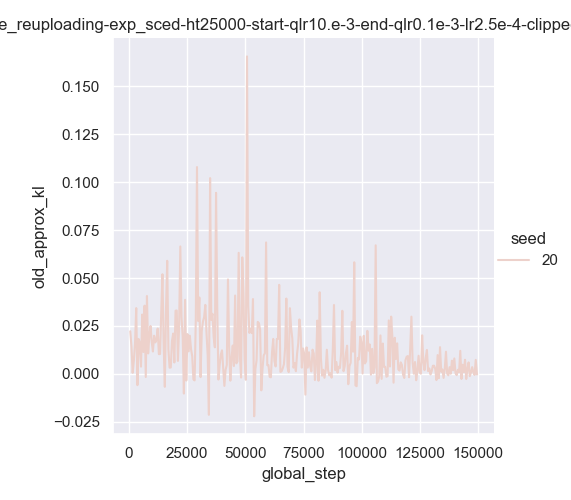 e_reuploading-exp_sced-ht25000-start-qlr10.e-3-end-qlr0.1e-3-lr2.5e-4-clippe
0.150
0.125
0.100
0.075
0.050
0.025
0.000
−0.025
old_approx_kl
0 25000 50000 75000 100000 125000 150000
global_step
seed
20